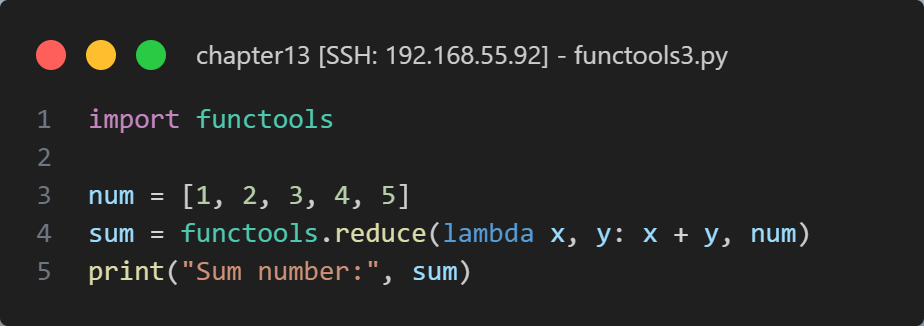 chapter13 [SSH: 192.168.55.92] - functools3.py
1 import functools
2
3 num = [1, 2, 3, 4, 5]
4 sum = functools.reduce(lambda x, y: x + y, num)
5 print("Sum number:", sum)